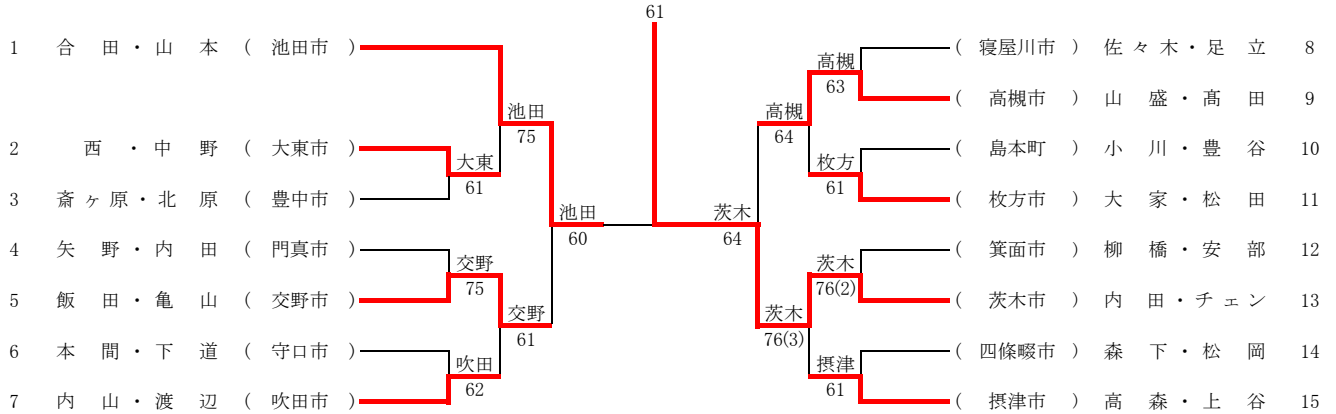 61
1 合 田・山 本 ( 池田市 )
2 西 ・ 中 野 ( 大東市 )
3 斎ヶ原・北 原 ( 豊中市 )
4 矢 野・内 田 ( 門真市 )
5 飯 田・亀 山 ( 交野市 )
6 本 間・下 道 ( 守口市 )
7 内 山・渡 辺 ( 吹田市 )
大東
61
交野
75
吹田
62
池田
75
交野
61
池田
60
茨木
64
高槻
64
茨木
76(3)
高槻
63
枚方
61
茨木
76(2)
摂津
61
( 寝屋川市 ) 佐々木・足 立 8
( 高槻市 ) 山 盛・髙 田 9
( 島本町 ) 小 川・豊 谷 10
( 枚方市 ) 大 家・松 田 11
( 箕面市 ) 柳 橋・安 部 12
( 茨木市 ) 内 田・チェン 13
( 四條畷市 ) 森 下・松 岡 14
( 摂津市 ) 高 森・上 谷 15